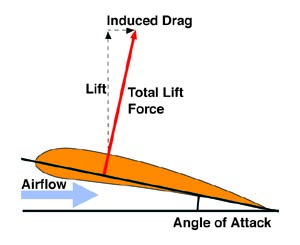 Induced Drag
Lift
Total Lift
Force
Airflow
Angle of Attack